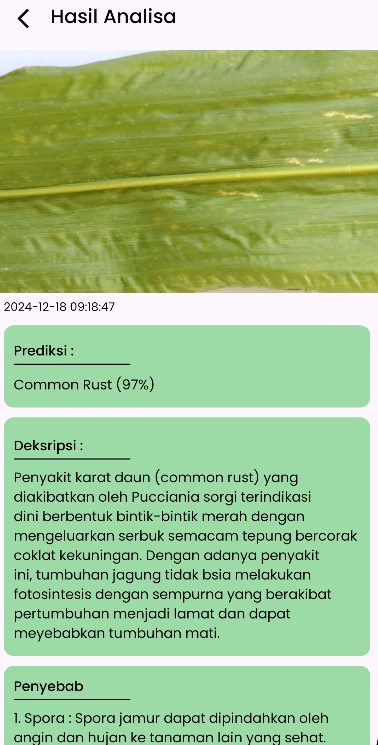 Hasil Analisa
2024-12-18 09:18:47
Prediksi :
Common Rust (97%)
Deksripsi :
Penyakit karat daun (common rust) yang
diakibatkan oleh Pucciania sorgi terindikasi
dini berbentuk bintik-bintik merah dengan
mengeluarkan serbuk semacam tepung bercorak
coklat kekuningan. Dengan adanya penyakit
ini, tumbuhan jagung tidak bsia melakukan
fotosintesis dengan sempurna yang berakibat
pertumbuhan menjadi lamat dan dapat
meyebabkan tumbuhan mati.
Penyebab
1. Spora : Spora jamur dapat dipindahkan oleh
angin dan hujan ke tanaman lain yang sehat.